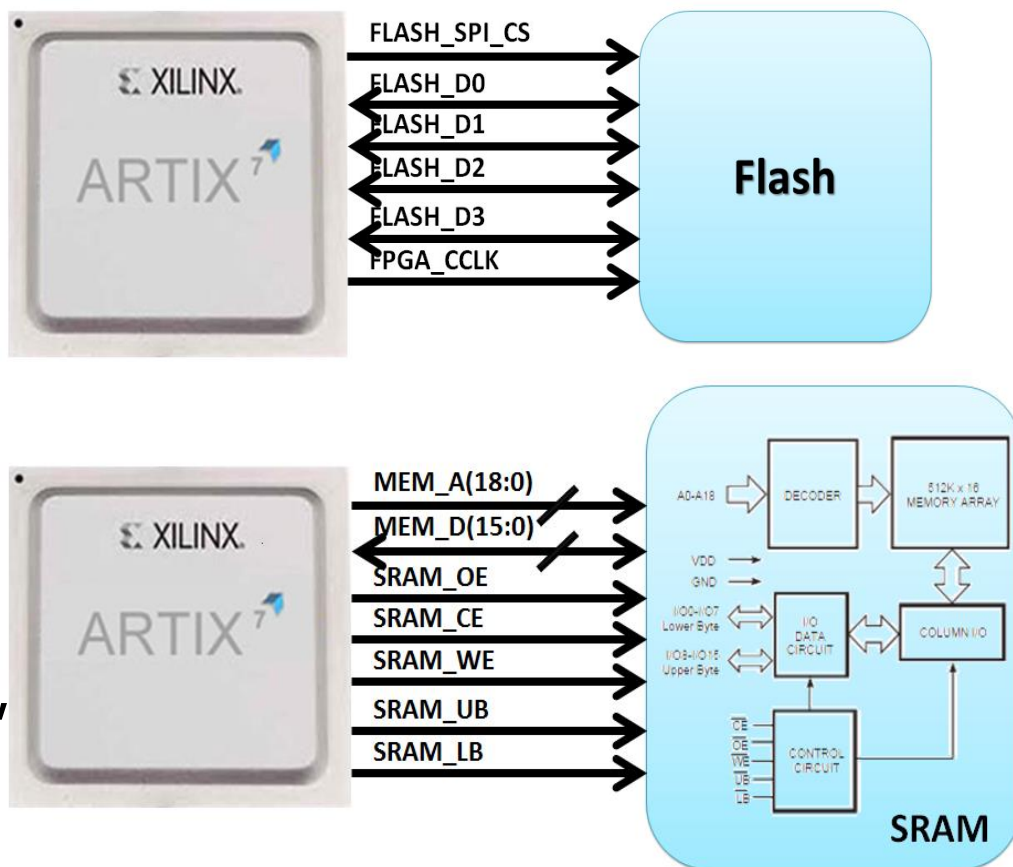 FLASH_SPI_CS
FLASH_D0
FLASH_D1
FLASH_D2
FLASH_D3
FPGA_CCLK
XILINX.
ARTIX 7
Flash
MEM_A(18:0)
MEM_D(15:0)
SRAM_OE
SRAM_CE
SRAM_WE
SRAM_UB
SRAM_LB
XILINX.
ARTIX 7
A0-A18
DECODER
512K x 16
MEMORY ARRAY
VDD
GND
I/O0-I/O7
Lower Byte
I/O8-I/O15
Upper Byte
I/O
DATA
CIRCUIT
COLUMN I/O
CE
OE
WE
UB
LB
CONTROL
CIRCUIT
SRAM